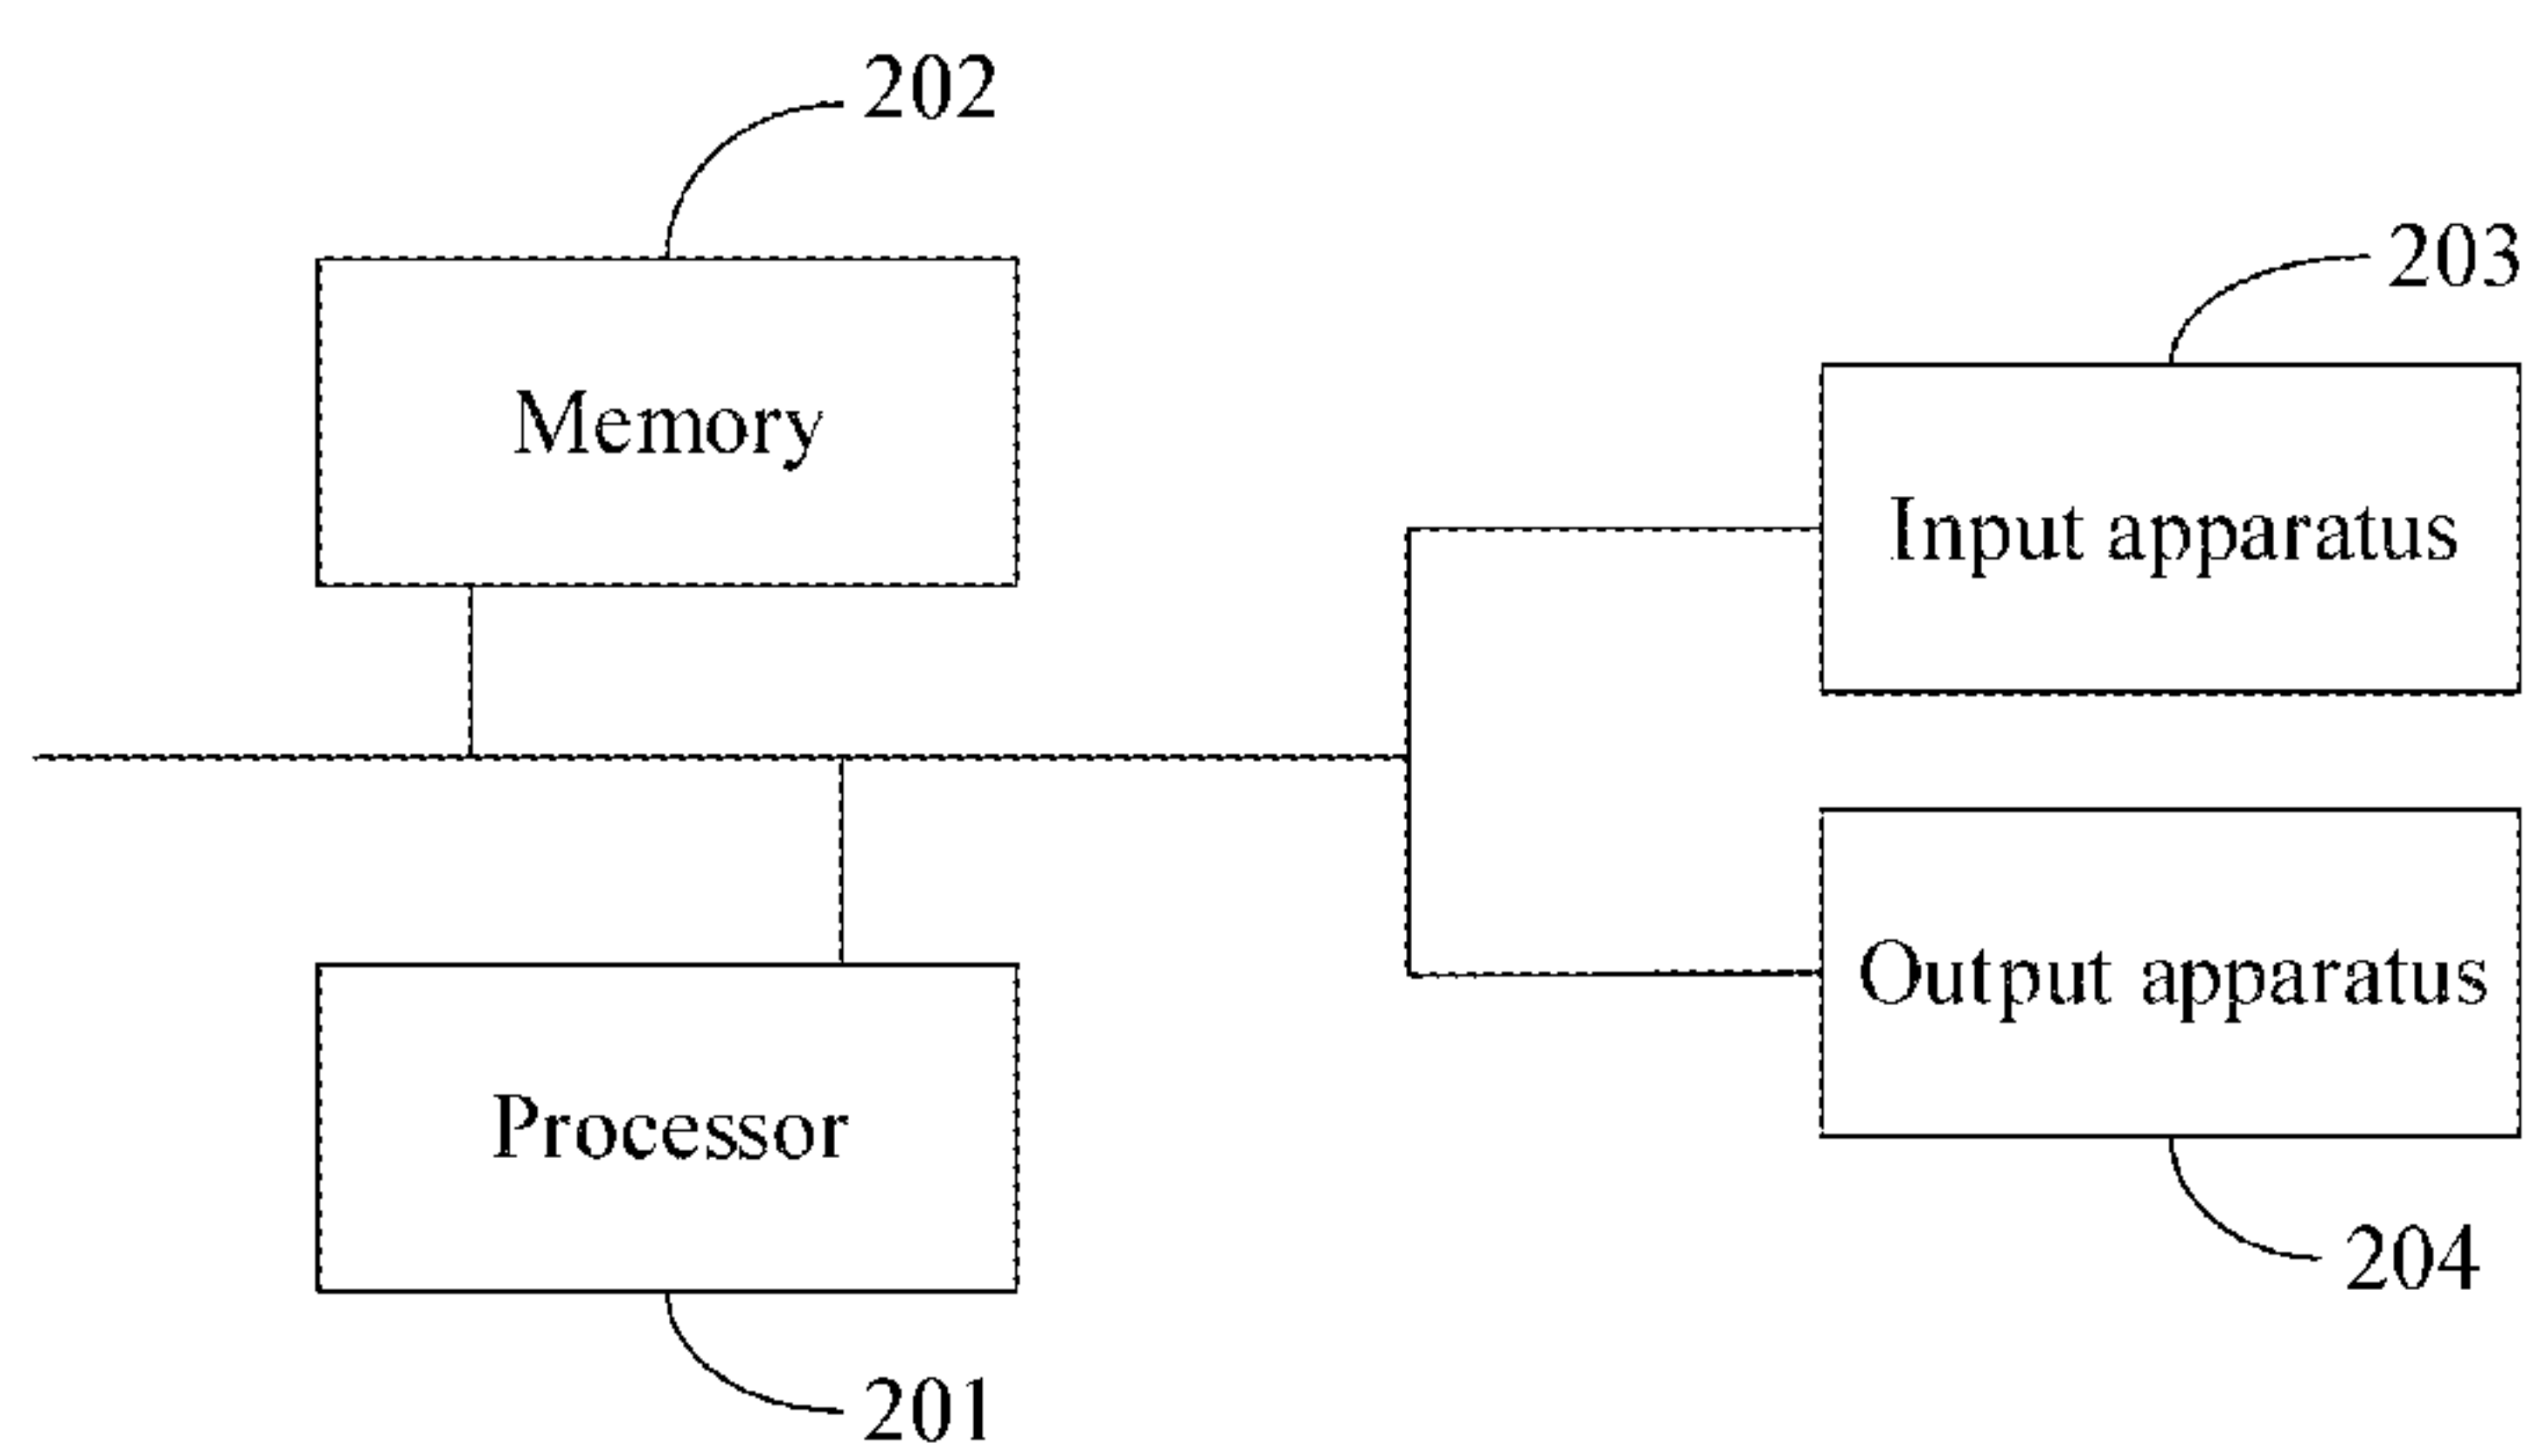 202
203
Memory
Input apparatus
Output apparatus
Processor
204
201